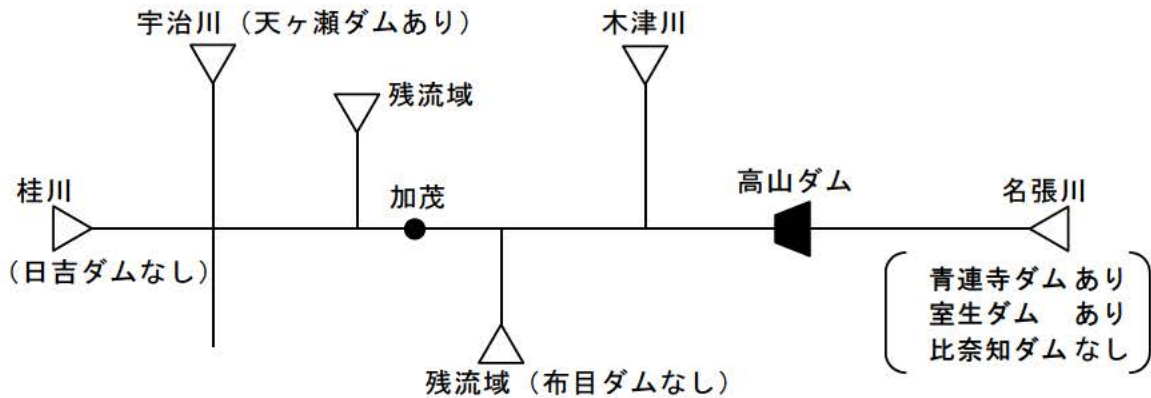 宇治川（天ヶ瀬ダムあり）
木津川
残流域
桂川
加茂
高山ダム
名張川
（日吉ダムなし）
青連寺ダム あり
室生ダム あり
比奈知ダム なし
残流域（布目ダムなし）